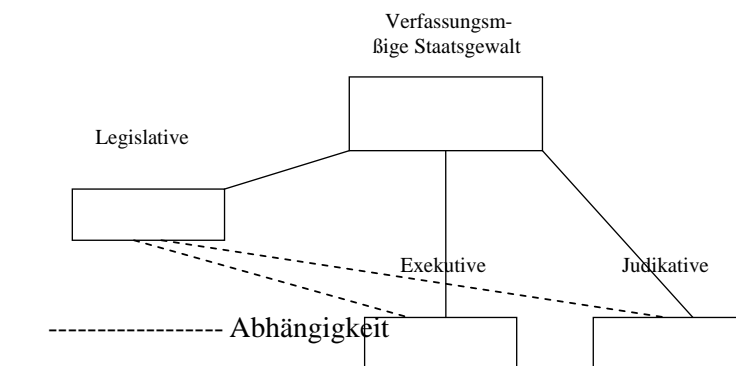 Verfassungsm-
ßige Staatsgewalt
Legislative
Exekutive
Judikative
Abhängigkeit